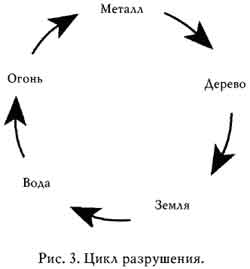 Металл
Огонь
Дерево
Вода
Земля
Рис. 3. Цикл разрушения.